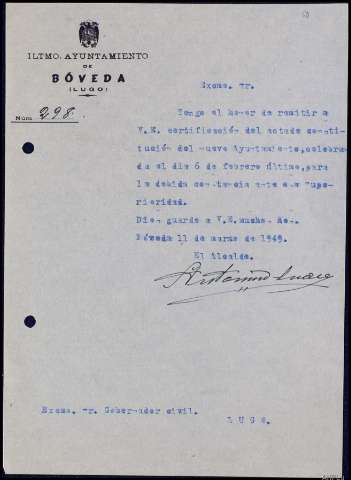 ILTMO. AYUNTAMIENTO
DE
BÓVEDA
(LUGO)
Núm. 298.
Excmo. Sr.
Tengo el honor de remitir a
V.E. certificación del acta de consti-
tución del nuevo Ayuntamiento, celebra-
da el día 6 de febrero último, para
la debida constancia ante esa Supe-
rioridad.
Dios guarde a V.E. muchos años.
Bóveda 11 de marzo de 1949.
El Alcalde.
Antonio
Excmo. Sr. Gobernador civil.
LUGO.